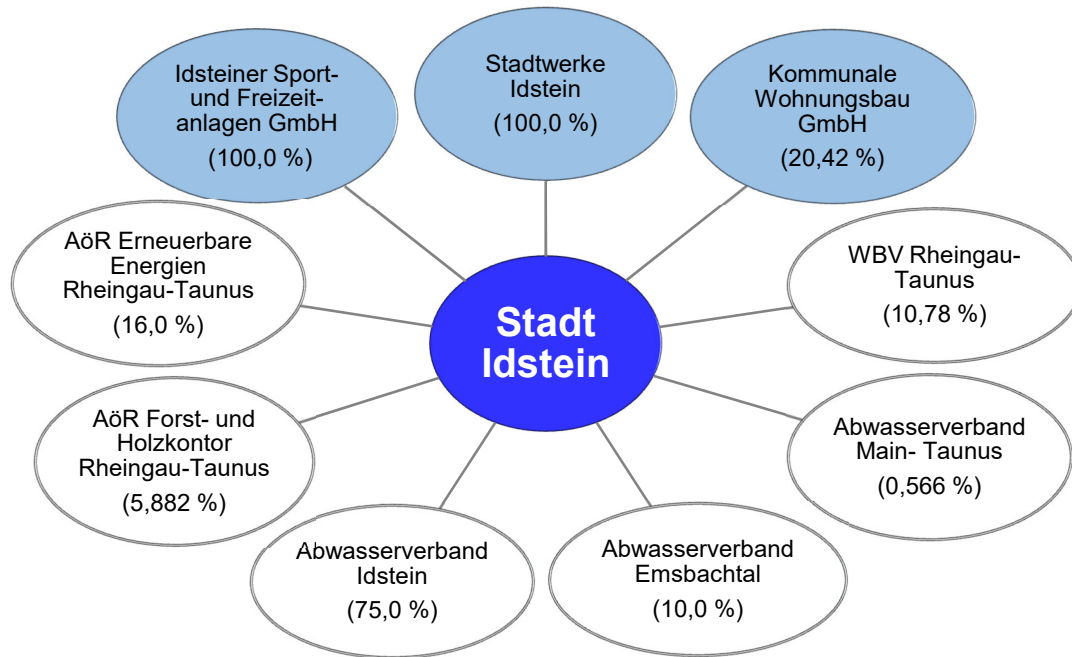 Idsteiner Sport-
und Freizeit-
anlagen GmbH
(100,0 %)
Stadtwerke
Idstein
(100,0 %)
Kommunale
Wohnungsbau
GmbH
(20,42 %)
AöR Erneuerbare
Energien
Rheingau-Taunus
(16,0 %)
WBV Rheingau-
Taunus
(10,78 %)
Stadt
Idstein
AöR Forst- und
Holzkontor
Rheingau-Taunus
(5,882 %)
Abwasserverband
Main- Taunus
(0,566 %)
Abwasserverband
Idstein
(75,0 %)
Abwasserverband
Emsbachtal
(10,0 %)